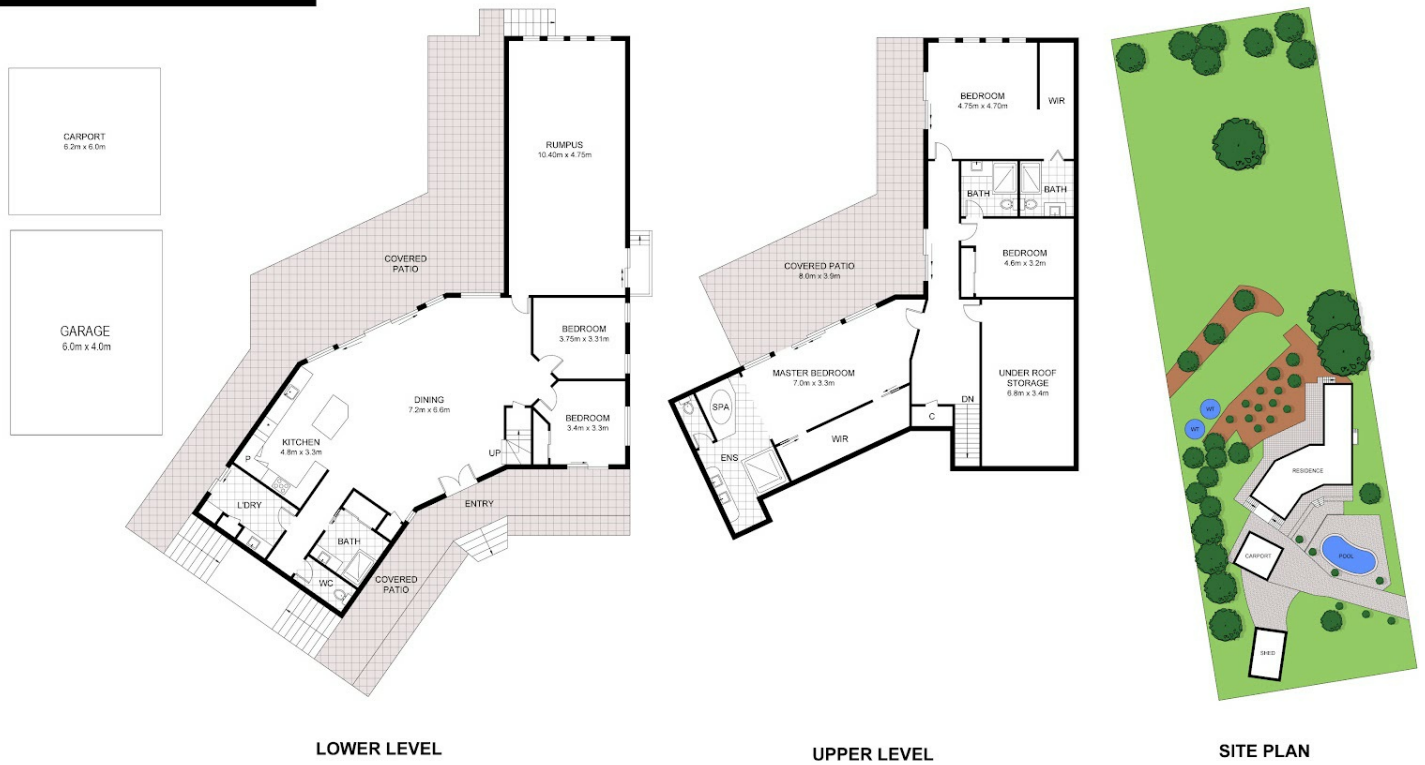 CARPORT
6.2m x 6.0m
GARAGE
6.0m x 4.0m
RUMPUS
10.40m x 4.75m
COVERED
PATIO
BEDROOM
3.75m x 3.31m
DINING
7.2m x 6.6m
BEDROOM
3.4m x 3.3m
KITCHEN
4.8m x 3.3m
P
UP
L'DRY
ENTRY
BATH
WC
COVERED
PATIO
LOWER LEVEL
BEDROOM
4.75m x 4.70m
WIR
BATH
BATH
BEDROOM
4.6m x 3.2m
COVERED PATIO
8.0m x 3.9m
MASTER BEDROOM
7.0m x 3.3m
UNDER ROOF
STORAGE
6.8m x 3.4m
SPA
DN
C
WIR
ENS
UPPER LEVEL
WT
WT
RESIDENCE
CARPORT
POOL
SHED
SITE PLAN